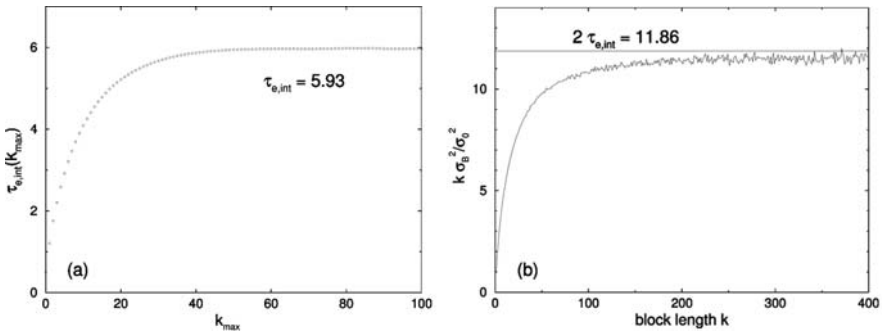 6
4
2
0
τe,int(kmax)
τe,int = 5.93
(a)
0 20 40 60 80 100
kmax
10
5
0
k σB²/σ0²
2 τe,int = 11.86
(b)
0 100 200 300 400
block length k